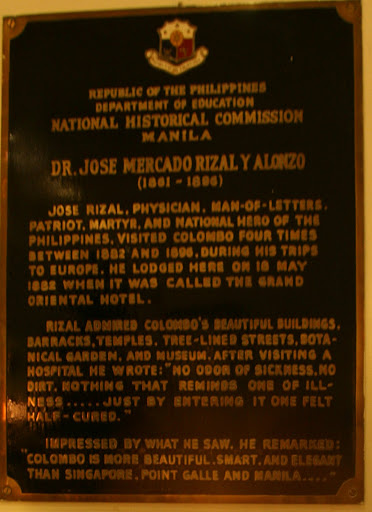 REPUBLIC OF THE PHILIPPINES
DEPARTMENT OF EDUCATION
NATIONAL HISTORICAL COMMISSION
MANILA
DR. JOSE MERCADO RIZAL Y ALONZO
(1861 - 1896)
JOSE RIZAL, PHYSICIAN, MAN-OF-LETTERS,
PATRIOT, MARTYR, AND NATIONAL HERO OF THE
PHILIPPINES, VISITED COLOMBO FOUR TIMES
BETWEEN 1882 AND 1896, DURING HIS TRIPS
TO EUROPE. HE LODGED HERE ON 18 MAY
1882 WHEN IT WAS CALLED THE GRAND
ORIENTAL HOTEL.
RIZAL ADMIRED COLOMBO'S BEAUTIFUL BUILDINGS,
BARRACKS, TEMPLES, TREE-LINED STREETS, BOTA-
NICAL GARDEN, AND MUSEUM. AFTER VISITING A
HOSPITAL HE WROTE: "NO ODOR OF SICKNESS, NO
DIRT, NOTHING THAT REMINDS ONE OF ILL-
NESS ..... JUST BY ENTERING IT ONE FELT
HALF-CURED."
IMPRESSED BY WHAT HE SAW, HE REMARKED:
"COLOMBO IS MORE BEAUTIFUL, SMART, AND ELEGANT
THAN SINGAPORE, POINT GALLE AND MANILA...."